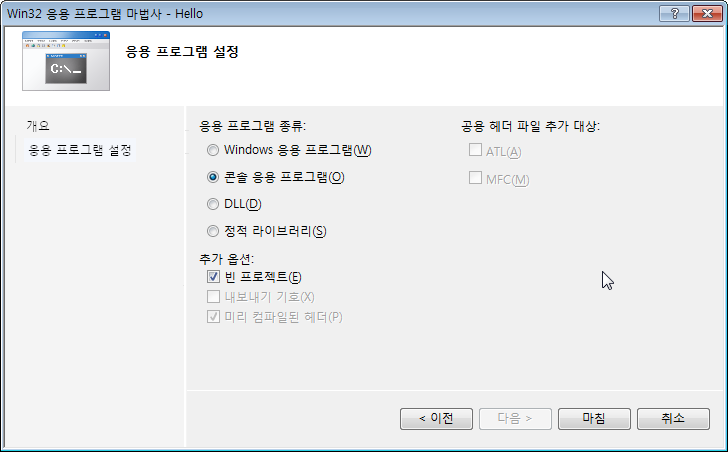 Win32 응용 프로그램 마법사 - Hello
C:\_
응용 프로그램 설정
개요
응용 프로그램 설정
응용 프로그램 종류:
Windows 응용 프로그램(W)
콘솔 응용 프로그램(O)
DLL(D)
정적 라이브러리(S)
추가 옵션:
빈 프로젝트(E)
내보내기 기호(X)
미리 컴파일된 헤더(P)
공용 헤더 파일 추가 대상:
ATL(A)
MFC(M)
< 이전
다음 >
마침
취소